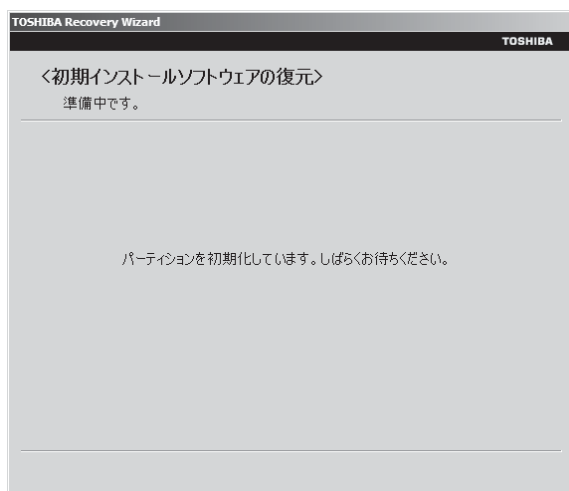 TOSHIBA Recovery Wizard
TOSHIBA
<初期インストールソフトウェアの復元>
準備中です。
パーティションを初期化しています。しばらくお待ちください。